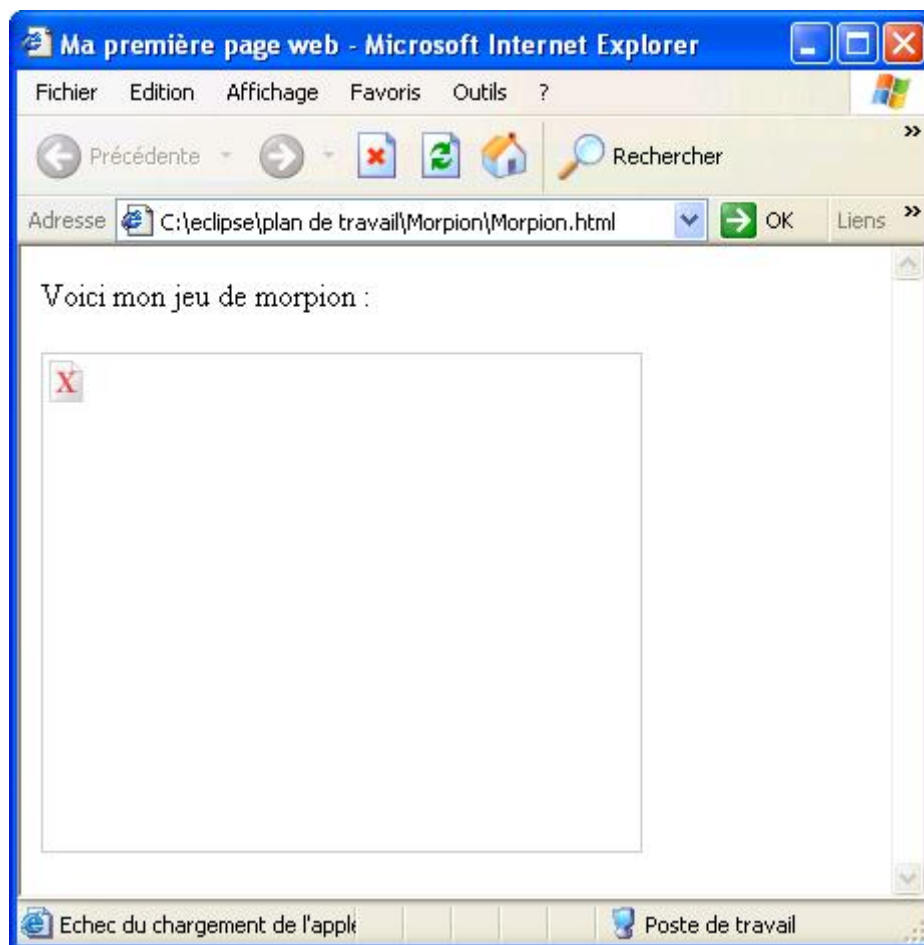 Ma première page web - Microsoft Internet Explorer
Fichier Edition Affichage Favoris Outils ?
Précédente Rechercher »
Adresse C:\eclipse\plan de travail\Morpion\Morpion.html OK Liens »
Voici mon jeu de morpion :
Echec du chargement de l'apple Poste de travail